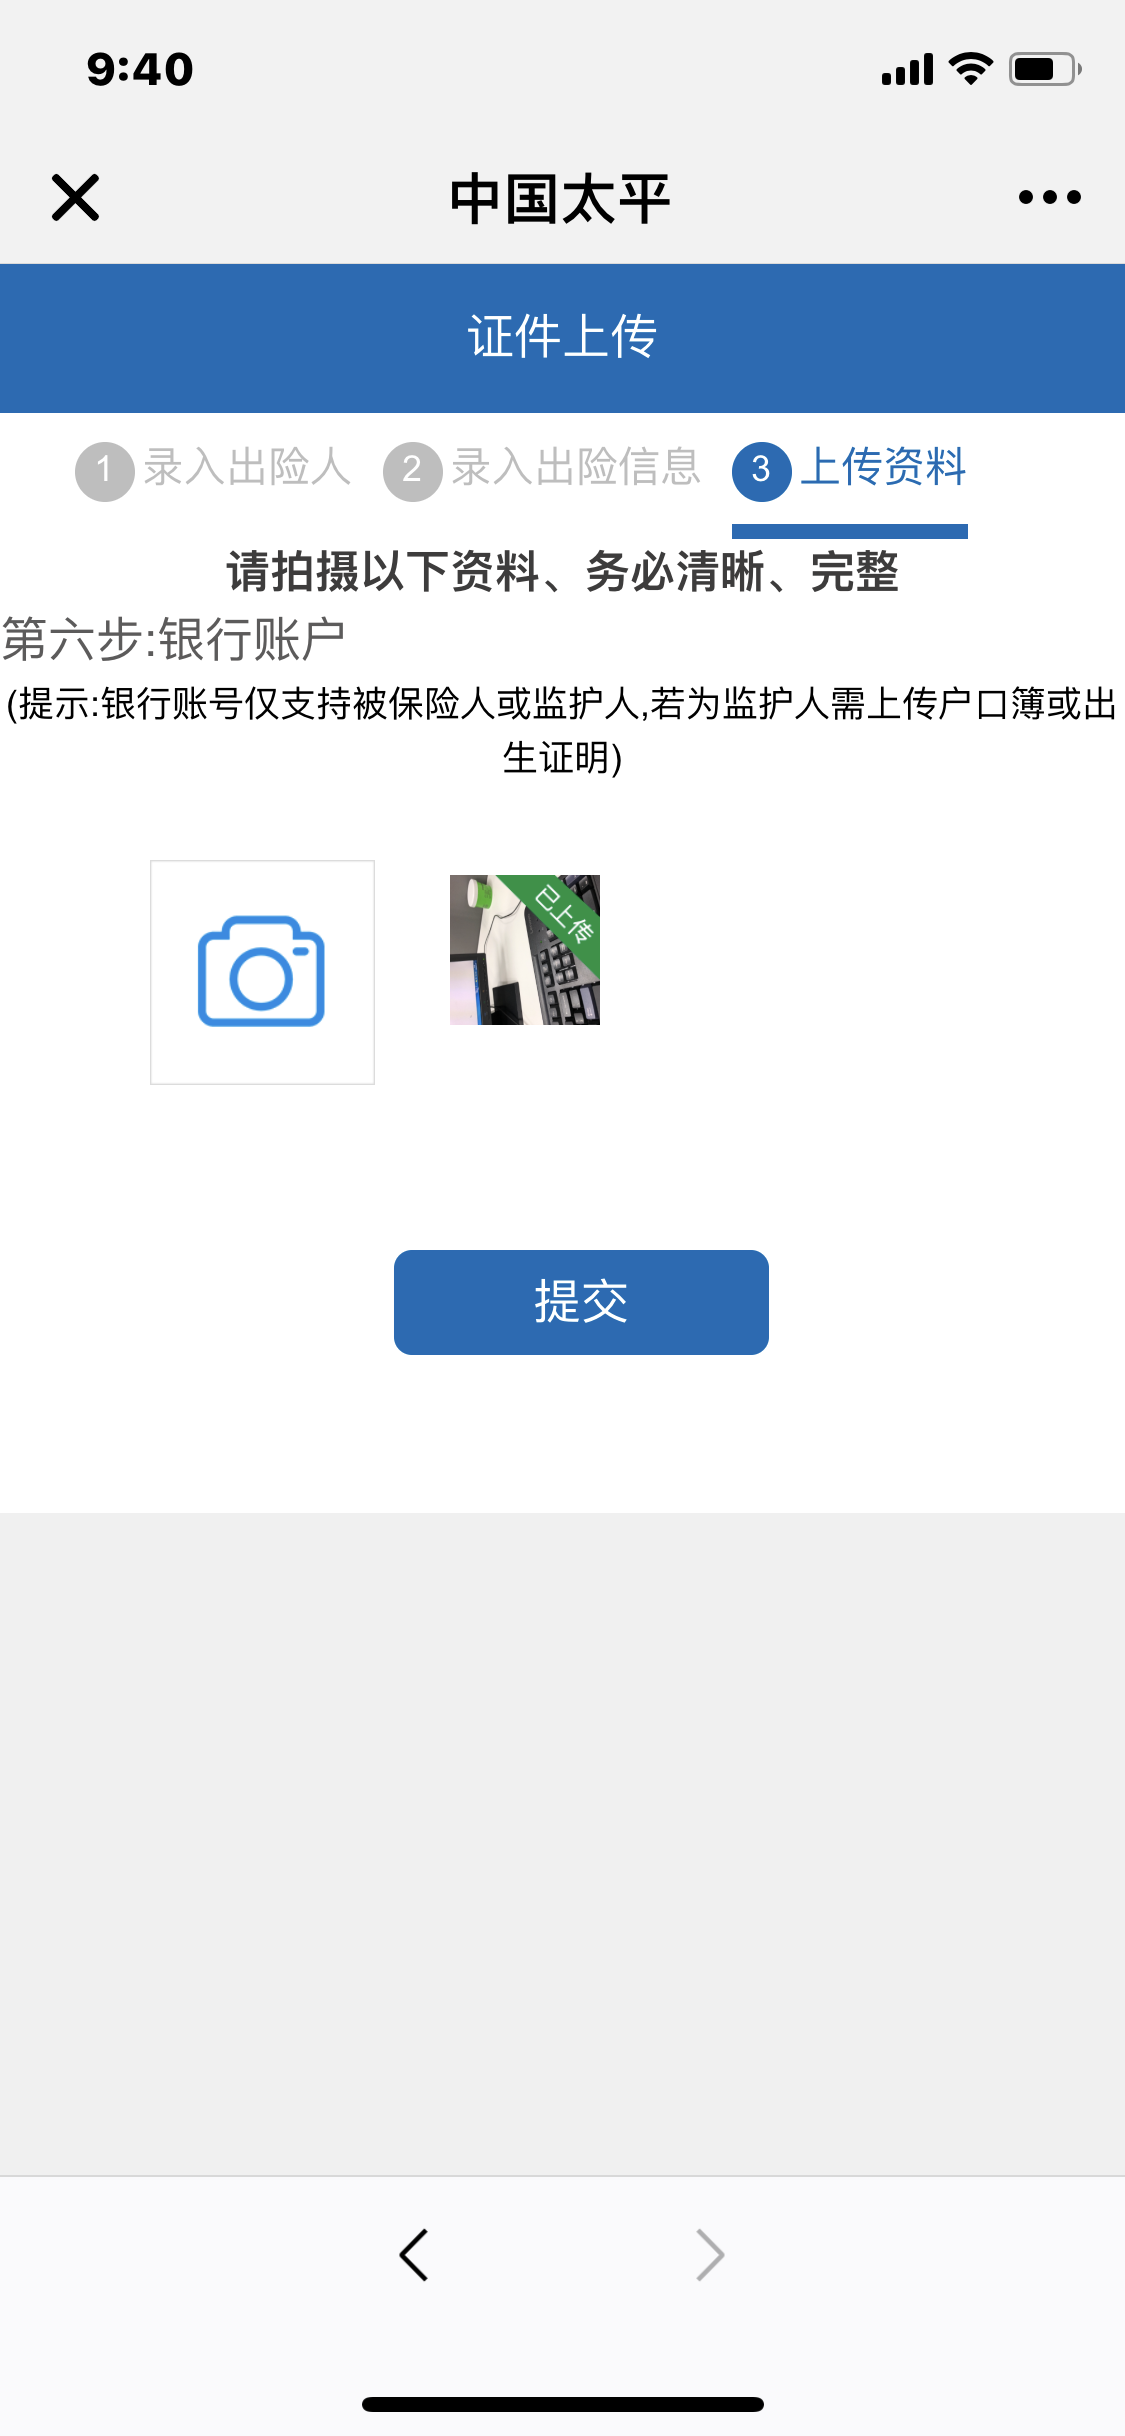 9:40
中国太平
证件上传
1 录入出险人 2 录入出险信息 3 上传资料
请拍摄以下资料、务必清晰、完整
第六步:银行账户
(提示:银行账号仅支持被保险人或监护人,若为监护人需上传户口簿或出
生证明)
已上传
提交